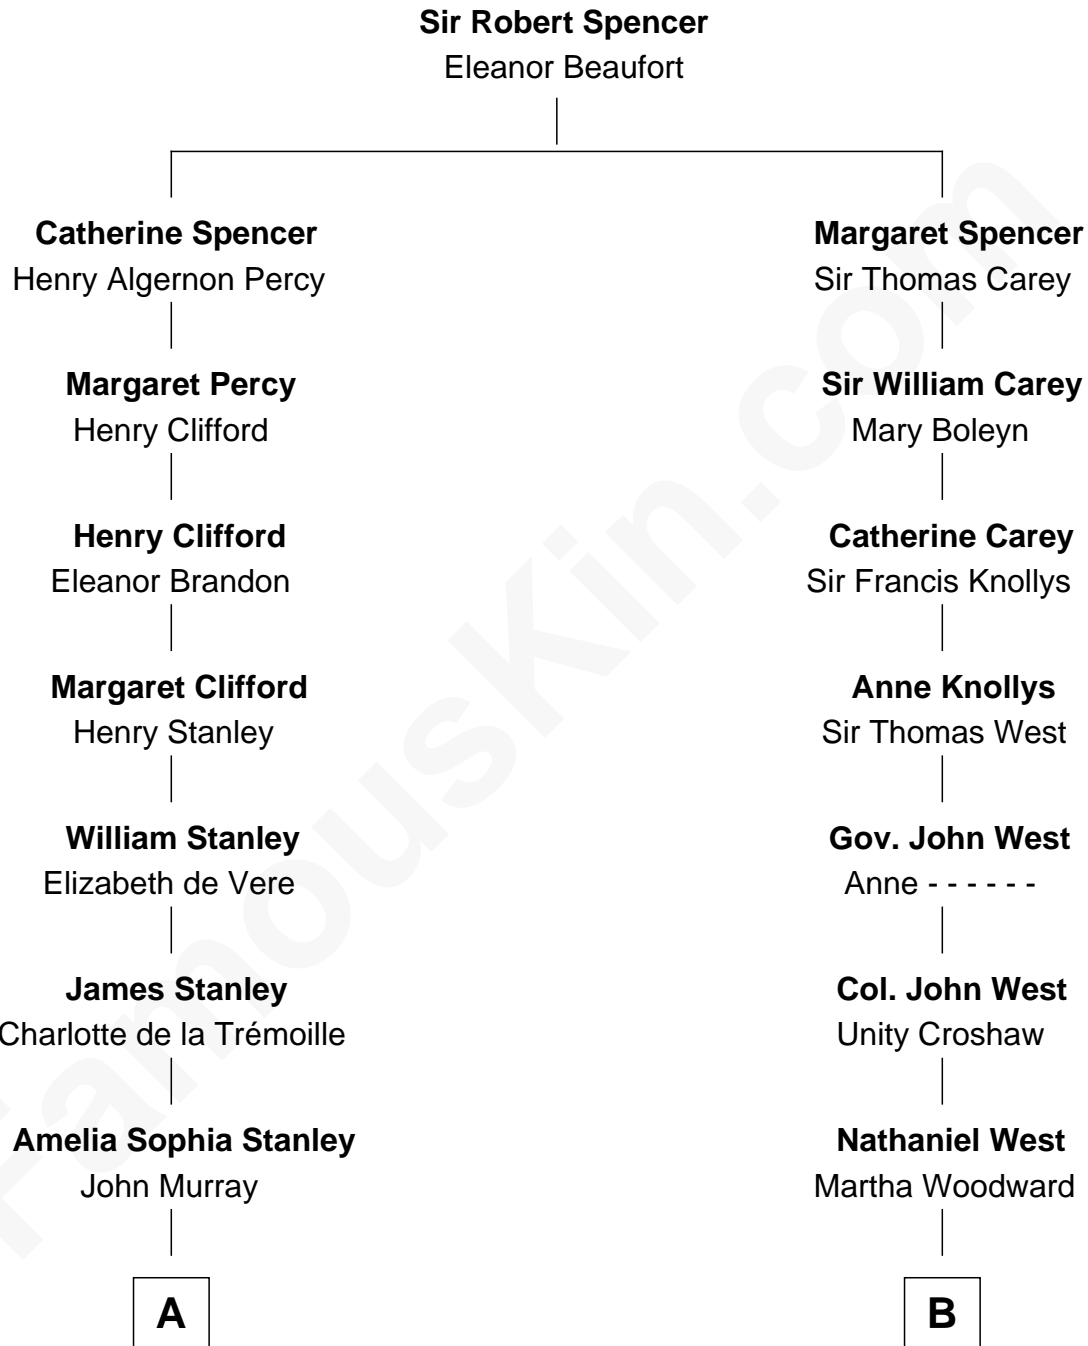 Sir Robert Spencer
Eleanor Beaufort
Catherine Spencer
Henry Algernon Percy
Margaret Percy
Henry Clifford
Henry Clifford
Eleanor Brandon
Margaret Clifford
Henry Stanley
William Stanley
Elizabeth de Vere
James Stanley
Charlotte de la Trémoille
Amelia Sophia Stanley
John Murray
A
Margaret Spencer
Sir Thomas Carey
Sir William Carey
Mary Boleyn
Catherine Carey
Sir Francis Knollys
Anne Knollys
Sir Thomas West
Gov. John West
Anne - - - - - -
Col. John West
Unity Croshaw
Nathaniel West
Martha Woodward
B
FamousKin.com